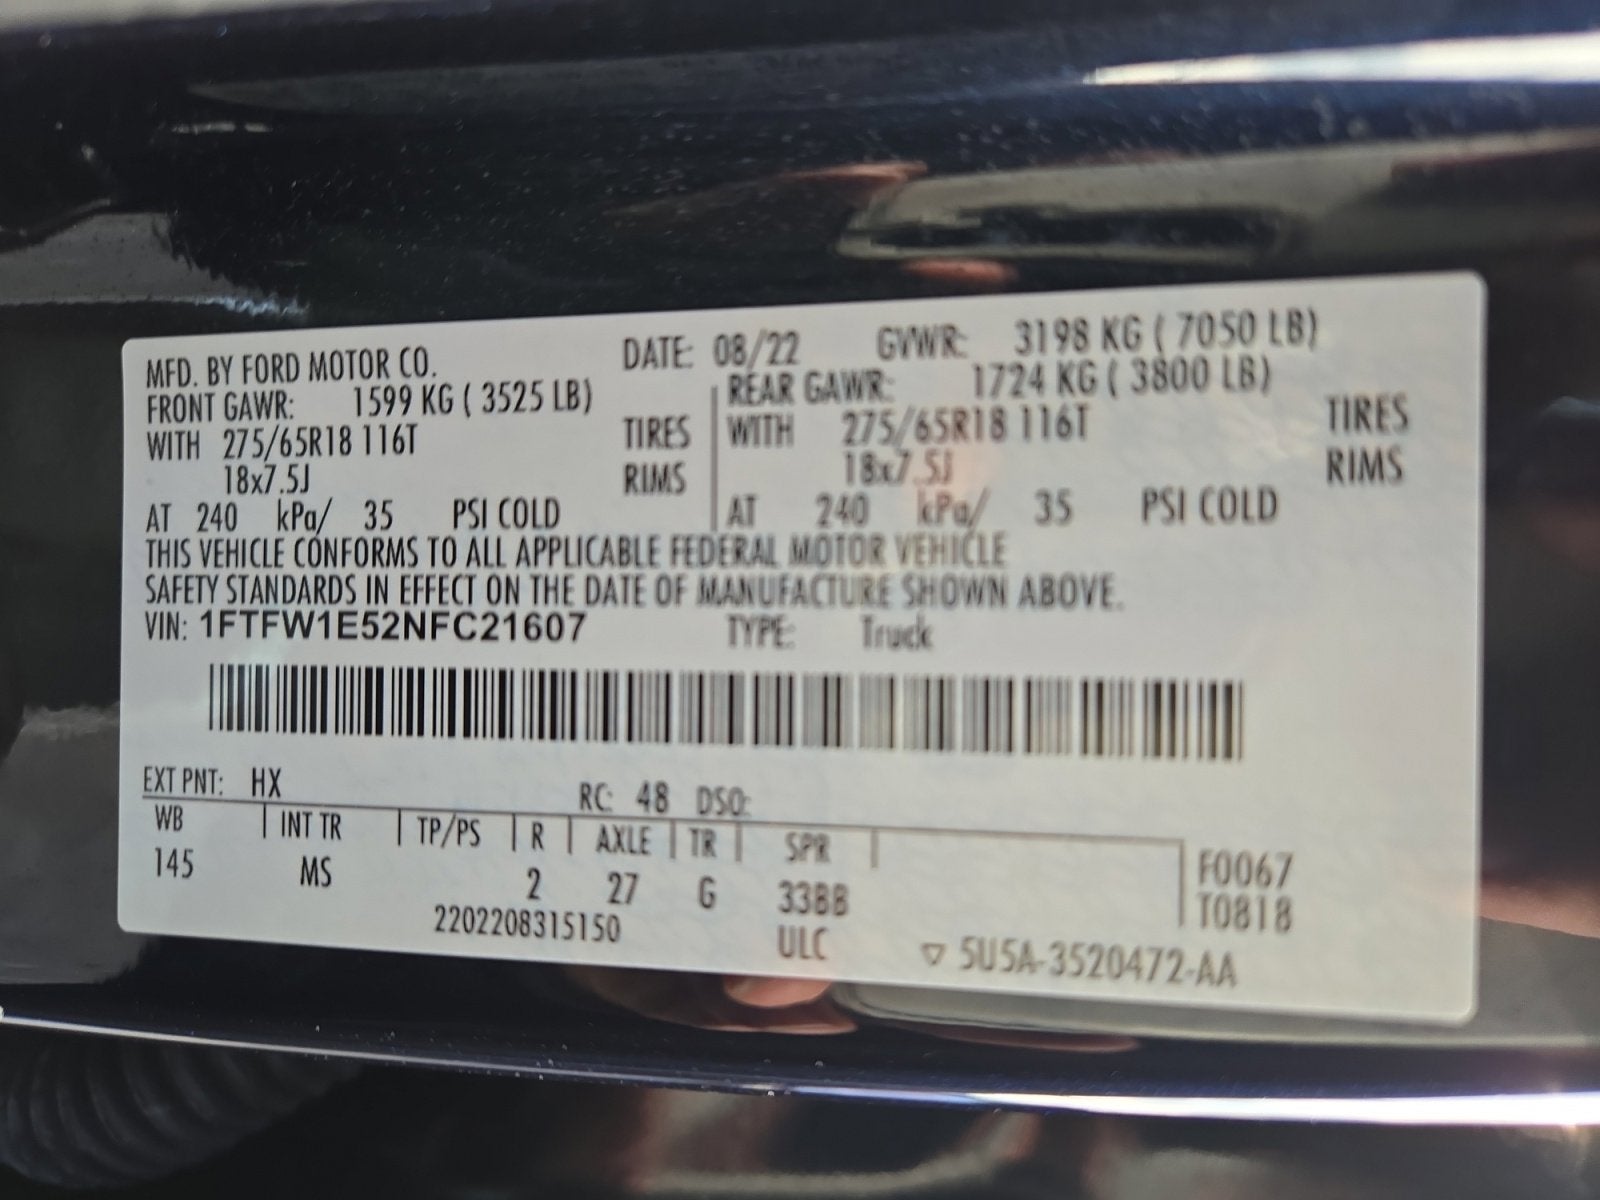 MFD. BY FORD MOTOR CO. DATE: 08/22 GVWR: 3198 KG ( 7050 LB)
FRONT GAWR: 1599 KG ( 3525 LB) REAR GAWR: 1724 KG ( 3800 LB)
WITH 275/65R18 116T TIRES WITH 275/65R18 116T TIRES
18x7.5J RIMS 18x7.5J RIMS
AT 240 kPa/ 35 PSI COLD AT 240 kPa/ 35 PSI COLD
THIS VEHICLE CONFORMS TO ALL APPLICABLE FEDERAL MOTOR VEHICLE
SAFETY STANDARDS IN EFFECT ON THE DATE OF MANUFACTURE SHOWN ABOVE.
VIN: 1FTFW1E52NFC21607 TYPE: Truck
EXT PNT: HX RC: 48 DSO:
WB INT TR TP/PS R AXLE TR SPR
145 MS 2 27 G 33BB F0067
T0818
2202208315150 ULC ▽ 5U5A-3520472-AA